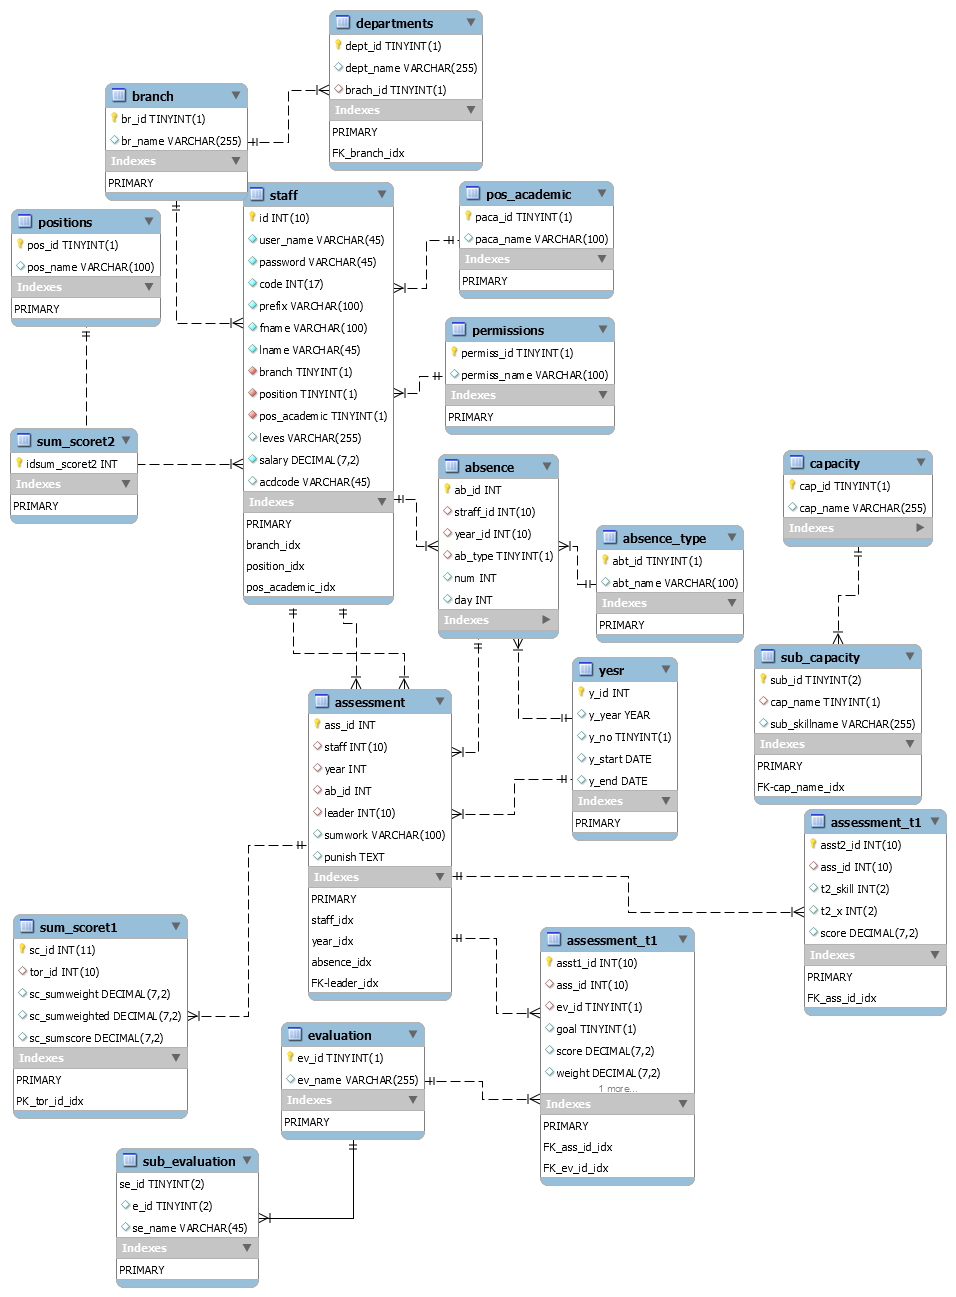 departments
dept_id TINYINT(1)
dept_name VARCHAR(255)
brach_id TINYINT(1)
Indexes
PRIMARY
FK_branch_idx
branch
br_id TINYINT(1)
br_name VARCHAR(255)
Indexes
PRIMARY
staff
id INT(10)
user_name VARCHAR(45)
password VARCHAR(45)
code INT(17)
prefix VARCHAR(100)
fname VARCHAR(100)
lname VARCHAR(45)
branch TINYINT(1)
position TINYINT(1)
pos_academic TINYINT(1)
leves VARCHAR(255)
salary DECIMAL(7,2)
acdcode VARCHAR(45)
Indexes
PRIMARY
branch_idx
position_idx
pos_academic_idx
pos_academic
paca_id TINYINT(1)
paca_name VARCHAR(100)
Indexes
PRIMARY
positions
pos_id TINYINT(1)
pos_name VARCHAR(100)
Indexes
PRIMARY
permissions
permiss_id TINYINT(1)
permiss_name VARCHAR(100)
Indexes
PRIMARY
sum_scoret2
idsum_scoret2 INT
Indexes
PRIMARY
absence
ab_id INT
straff_id INT(10)
year_id INT(10)
ab_type TINYINT(1)
num INT
day INT
Indexes
capacity
cap_id TINYINT(1)
cap_name VARCHAR(255)
Indexes
absence_type
abt_id TINYINT(1)
abt_name VARCHAR(100)
Indexes
PRIMARY
sub_capacity
sub_id TINYINT(2)
cap_name TINYINT(1)
sub_skillname VARCHAR(255)
Indexes
PRIMARY
FK-cap_name_idx
yesr
y_id INT
y_year YEAR
y_no TINYINT(1)
y_start DATE
y_end DATE
Indexes
PRIMARY
assessment
ass_id INT
staff INT(10)
year INT
ab_id INT
leader INT(10)
sumwork VARCHAR(100)
punish TEXT
Indexes
PRIMARY
staff_idx
year_idx
absence_idx
FK-leader_idx
assessment_t1
asst2_id INT(10)
ass_id INT(10)
t2_skill INT(2)
t2_x INT(2)
score DECIMAL(7,2)
Indexes
PRIMARY
FK_ass_id_idx
sum_scoret1
sc_id INT(11)
tor_id INT(10)
sc_sumweight DECIMAL(7,2)
sc_sumweighted DECIMAL(7,2)
sc_sumscore DECIMAL(7,2)
Indexes
PRIMARY
PK_tor_id_idx
assessment_t1
asst1_id INT(10)
ass_id INT(10)
ev_id TINYINT(1)
goal TINYINT(1)
score DECIMAL(7,2)
weight DECIMAL(7,2)
1 more...
Indexes
PRIMARY
FK_ass_id_idx
FK_ev_id_idx
evaluation
ev_id TINYINT(1)
ev_name VARCHAR(255)
Indexes
PRIMARY
sub_evaluation
se_id TINYINT(2)
e_id TINYINT(2)
se_name VARCHAR(45)
Indexes
PRIMARY